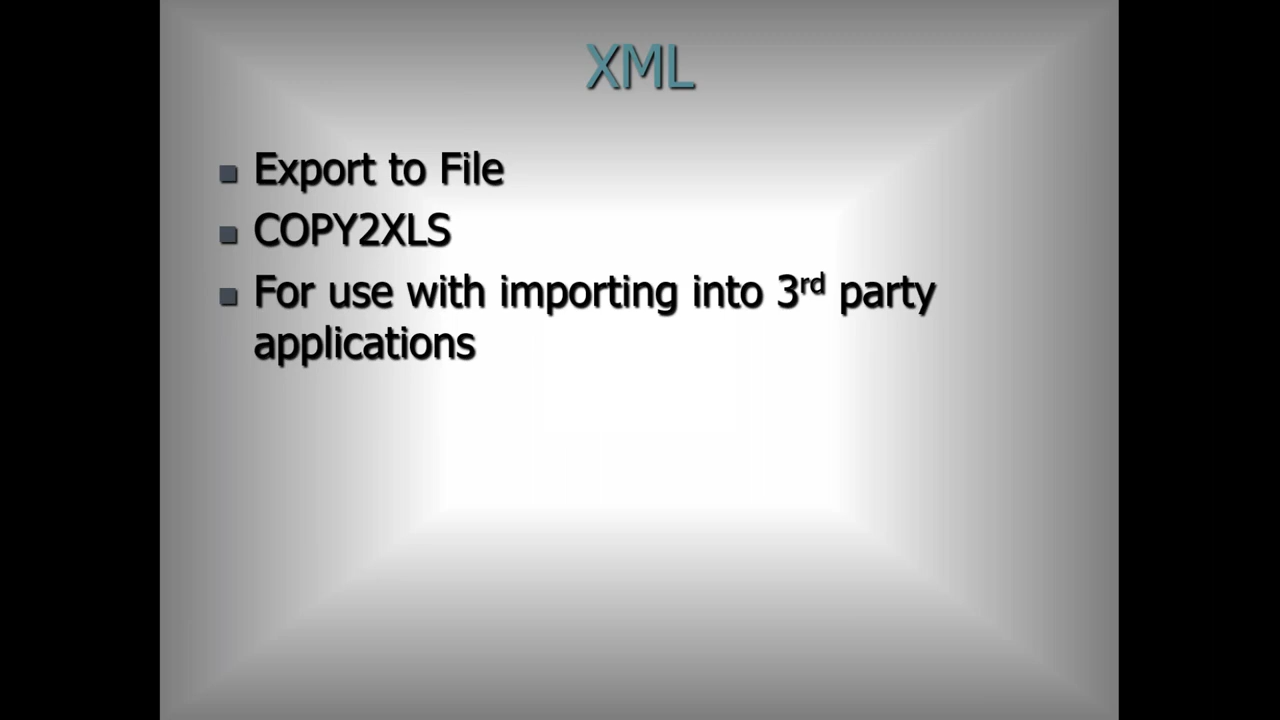 XML
Export to File
COPY2XLS
For use with importing into 3rd party
applications